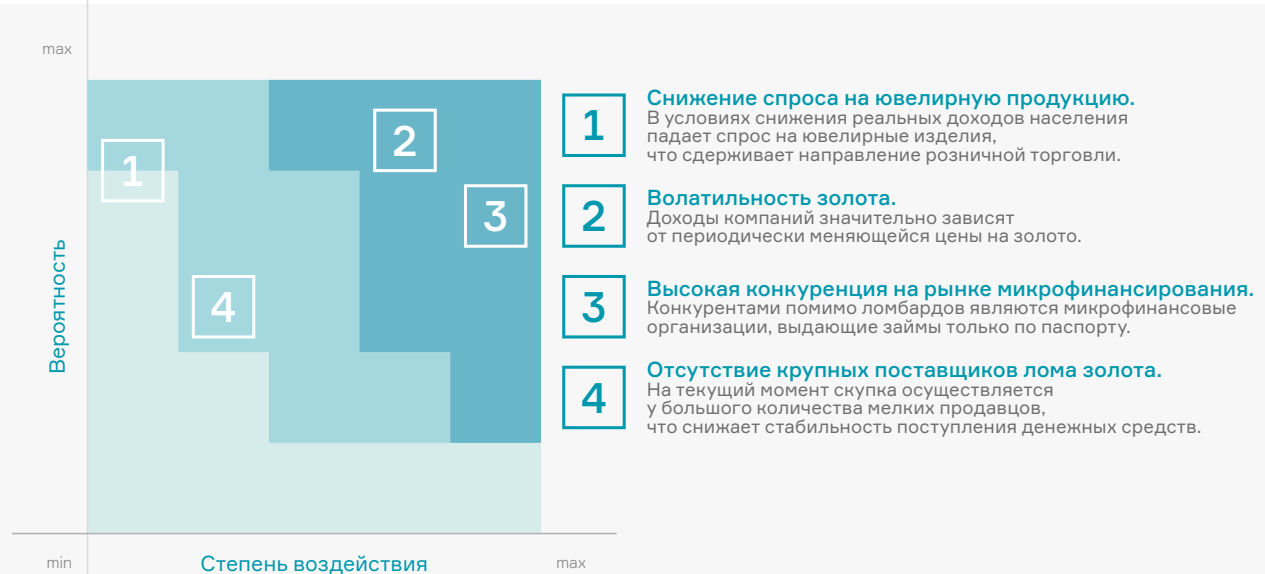 max
Вероятность
1
2
3
4
min
Степень воздействия
max
1
Снижение спроса на ювелирную продукцию.
В условиях снижения реальных доходов населения
падает спрос на ювелирные изделия,
что сдерживает направление розничной торговли.
2
Волатильность золота.
Доходы компаний значительно зависят
от периодически меняющейся цены на золото.
3
Высокая конкуренция на рынке микрофинансирования.
Конкурентами помимо ломбардов являются микрофинансовые
организации, выдающие займы только по паспорту.
4
Отсутствие крупных поставщиков лома золота.
На текущий момент скупка осуществляется
у большого количества мелких продавцов,
что снижает стабильность поступления денежных средств.